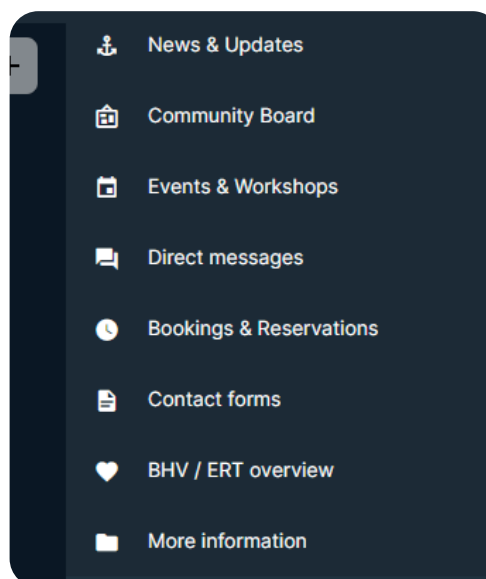 News & Updates
Community Board
Events & Workshops
Direct messages
Bookings & Reservations
Contact forms
BHV / ERT overview
More information